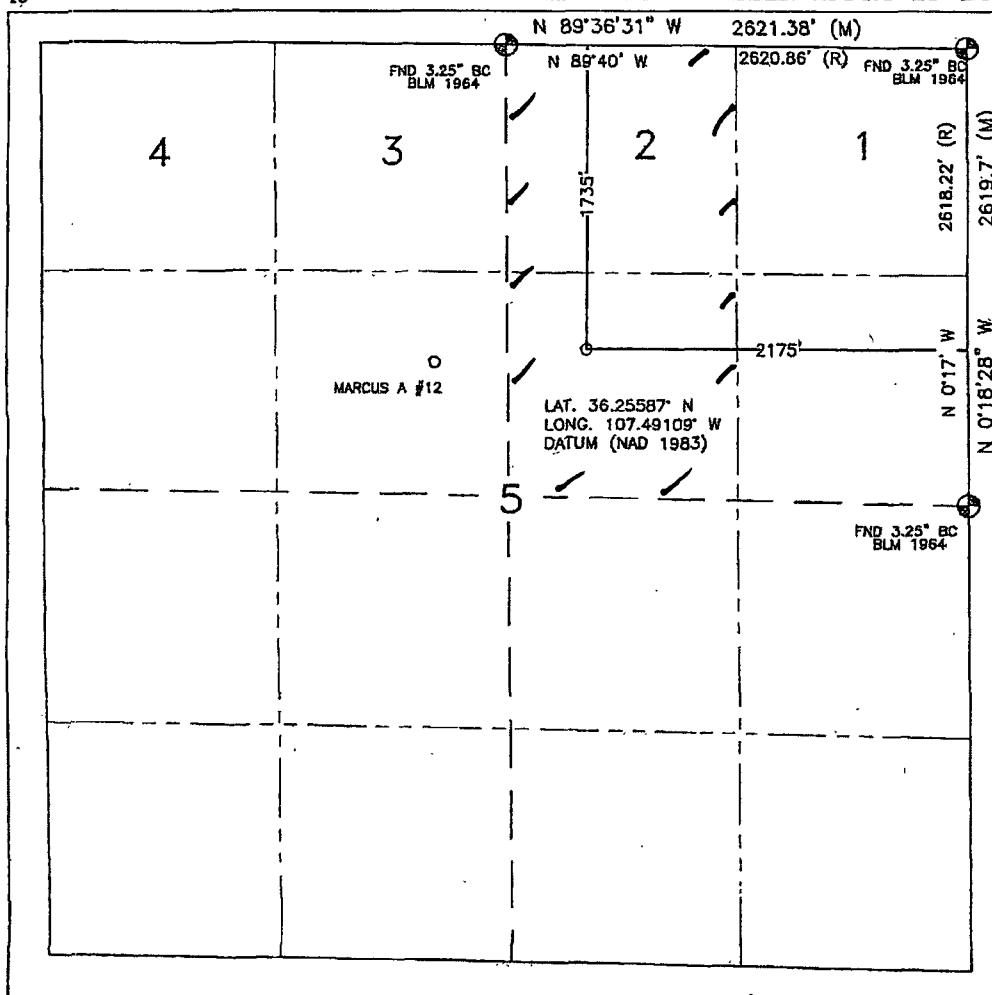 N 89°36'31" W 2621.38' (M)
N 89°40' W 2620.86' (R)
FND 3.25" BC
BLM 1964
FND 3.25" BC
BLM 1964
4
3
2
1
1735'
2618.22' (R)
2619.7' (M)
2175'
N 0°17' W
N 0°18'28" W
MARCUS A #12
LAT. 36.25587° N
LONG. 107.49109° W
DATUM (NAD 1983)
5
FND 3.25" BC
BLM 1964